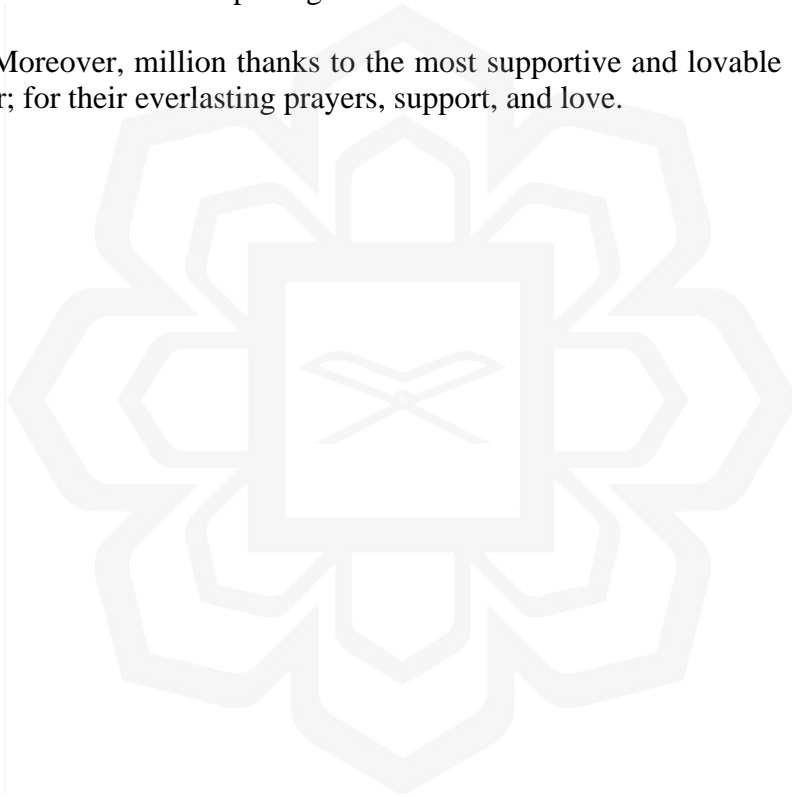 Moreover, million thanks to the most supportive and lovable
r; for their everlasting prayers, support, and love.